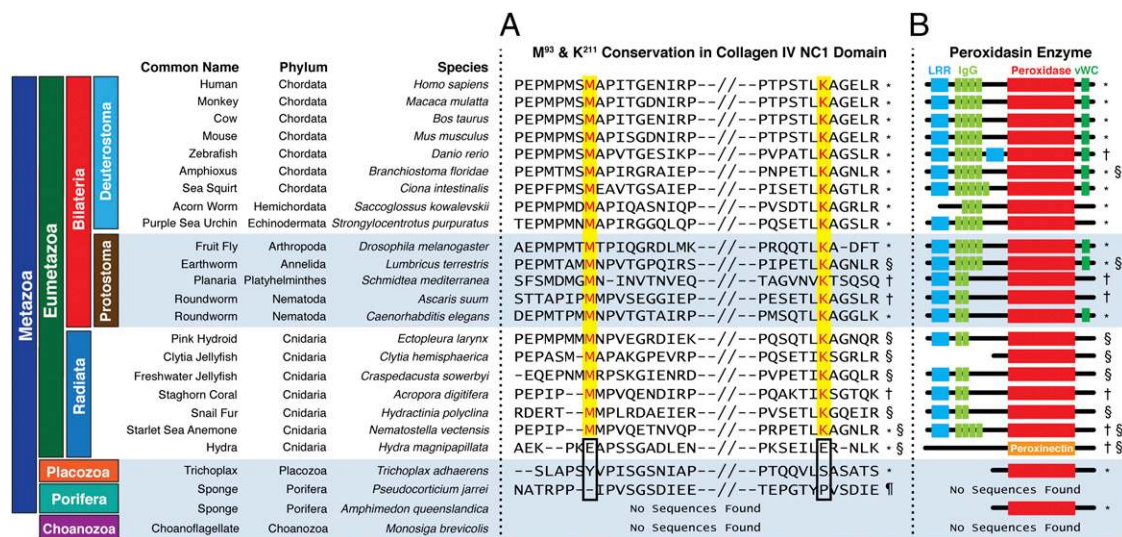 A
B
M93 & K211 Conservation in Collagen IV NC1 Domain
Peroxidasin Enzyme
Common Name Phylum Species
LRR IgG Peroxidase vWC
Human Chordata Homo sapiens PEPMPMSMAPITGENIRP--//---PTPSTLKAGELR * *
Monkey Chordata Macaca mulatta PEPMPMSMAPITGDNIRP--//---PTPSTLKAGELR * *
Cow Chordata Bos taurus PEPMPMSMAPITGENIRP--//---PTPSTLKAGELR * *
Mouse Chordata Mus musculus PEPMPMSMAPISGDNIRP--//---PTPSTLKAGELR * *
Zebrafish Chordata Danio rerio PEPMPMSMAPVTGESIKP--//---PVPATLKAGSLR * †
Amphioxus Chordata Branchiostoma floridae PEPMTMSMAPIRGRAIEP--//---PNPETLKAGNLR * * §
Sea Squirt Chordata Ciona intestinalis PEPFPMSMEAVTGSAIEP--//---PISETLKAGTLR * *
Acorn Worm Hemichordata Saccoglossus kowalevskii PEPMPMDMAPIQASNIQP--//---PVSDTLKAGRLR * *
Purple Sea Urchin Echinodermata Strongylocentrotus purpuratus TEPMPMNMAPIRGGQLQP--//---PSPETLKAGNLR * *
Fruit Fly Arthropoda Drosophila melanogaster AEPMPMTMTPIQGRDLMK--//---PRQQTLKA-DFT * *
Earthworm Annelida Lumbricus terrestris PEPMTAMMNPVTGPQIRS--//---PIPETLKAGNLR § * §
Planaria Platyhelminthes Schmidtea mediterranea SFSMDMGMN-INVTNVEQ--//---TAGVNVKTSQSQ † †
Roundworm Nematoda Ascaris suum STTAPIPMMPVSEGGIEP--//---PESETLKAGSLR † †
Roundworm Nematoda Caenorhabditis elegans DEPMTPMMNPVTGRAIRP--//---PMSQTLKAGGLK * *
Pink Hydroid Cnidaria Ectopleura larynx PEPMPMMMNPVEGRDIEK--//---PQSQTLKAGNQR § §
Clytia Jellyfish Cnidaria Clytia hemisphaerica PEPASM-MAPAKGPEVRP--//---PQSETIKSGRLR § §
Freshwater Jellyfish Cnidaria Craspedacusta sowerbyi -EQEPNMMRPSKGIENRD--//---PVPETIKAGQLR § §
Staghorn Coral Cnidaria Acropora digitifera PEPIP--MMPVQENDIRP--//---PQAKTIKSGTQK † †
Snail Fur Cnidaria Hydractinia polyclina RDERT--MMPLRDAEIER--//---PVSETLKGQEIR § §
Starlet Sea Anemone Cnidaria Nematostella vectensis PEPIP--MMPVQETNVQP--//---PRPETLKAGNLR * § † §
Hydra Cnidaria Hydra magnipapillata AEK--PKEAPSSGADLEN--//---PKSEILERNLK * § Peroxinectin † §
Trichoplax Placozoa Trichoplax adhaerens --SLAPSYVPISGSNIAP--//---PTQQVLSASATS * *
Sponge Porifera Pseudocorticium jarrei NATRPP--IPVSGSDIEE--//---TEPGTYPVSDIE ¶ No Sequences Found
Sponge Porifera Amphimedon queenslandica No Sequences Found *
Choanoflagellate Choanozoa Monosiga brevicolis No Sequences Found No Sequences Found
Metazoa
Eumetazoa
Bilateria
Deuterostoma
Protostoma
Radiata
Placozoa
Porifera
Choanozoa